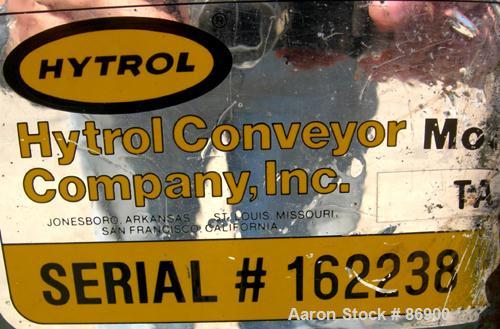 HYTROL
®
Hytrol Conveyor
Company, Inc.
Mo
TA
JONESBORO, ARKANSAS ST. LOUIS, MISSOURI
SAN FRANCISCO, CALIFORNIA
SERIAL # 162238
Aaron Stock # 86900